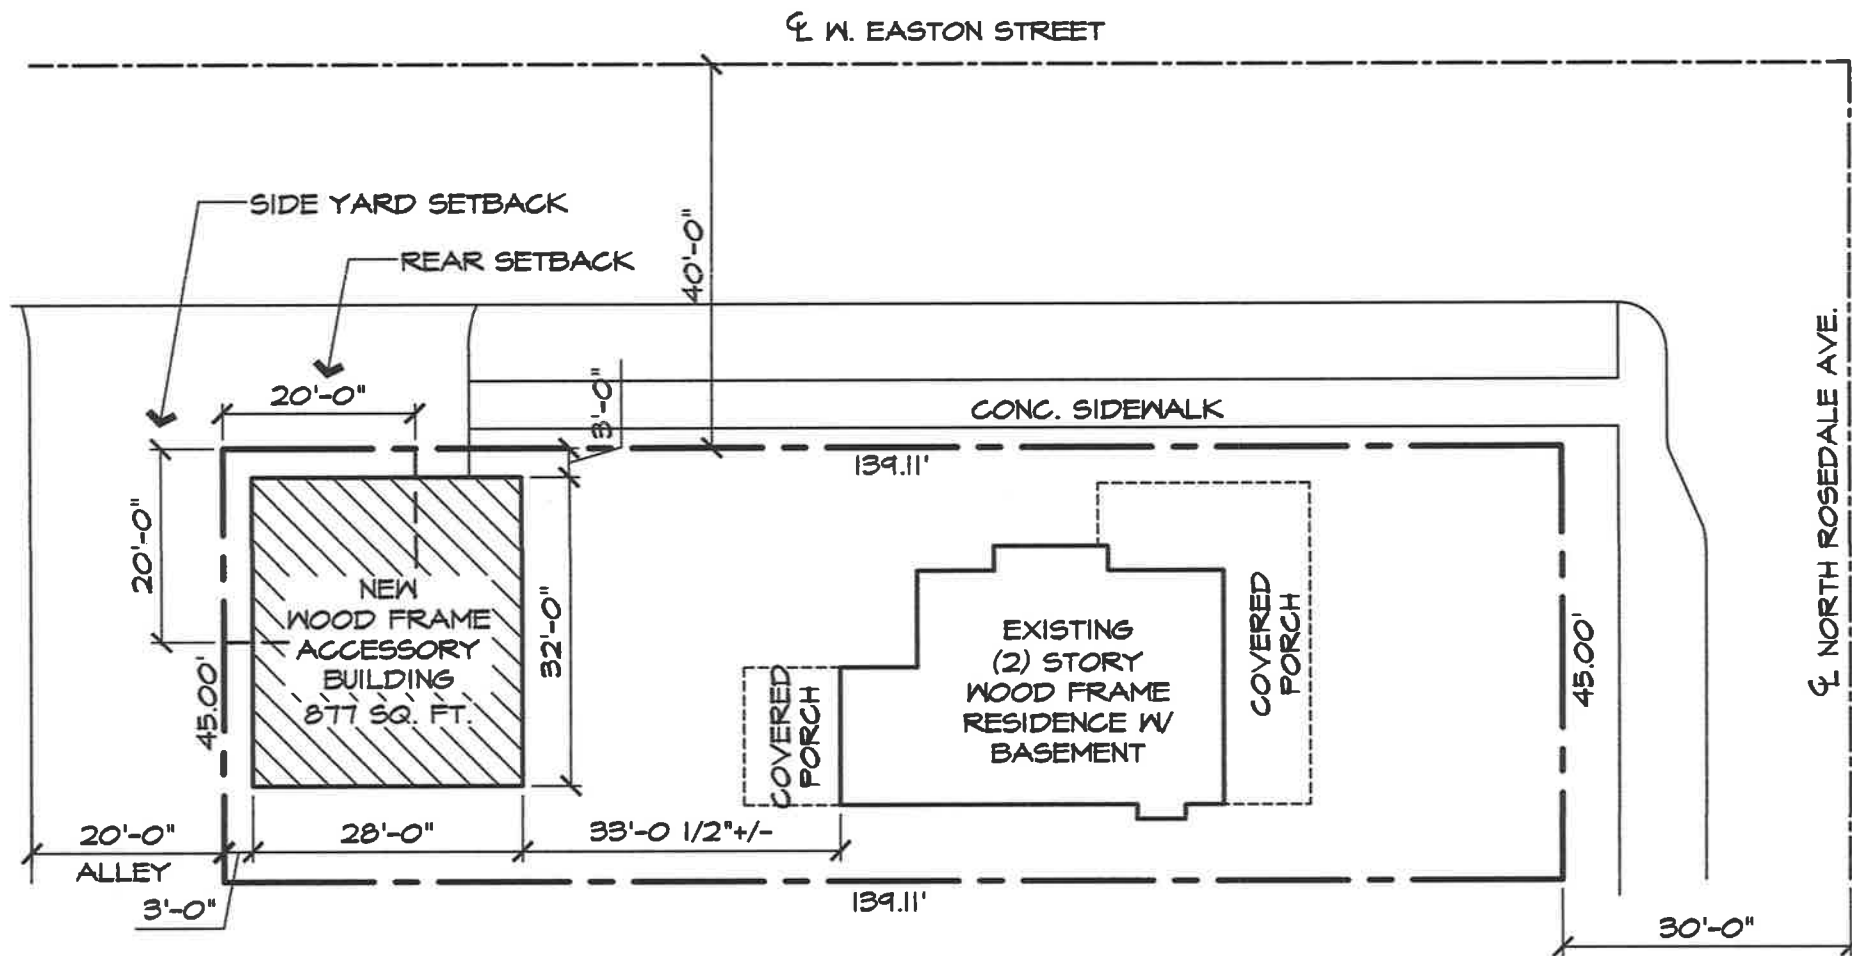 ℄ W. EASTON STREET
SIDE YARD SETBACK
REAR SETBACK
40'-0"
20'-0"
3'-0"
CONC. SIDEWALK
139.11'
20'-0"
NEW
WOOD FRAME
ACCESSORY
BUILDING
877 SQ. FT.
32'-0"
45.00'
COVERED
PORCH
EXISTING
(2) STORY
WOOD FRAME
RESIDENCE W/
BASEMENT
COVERED
PORCH
45.00'
℄ NORTH ROSEDALE AVE.
20'-0"
ALLEY
28'-0"
33'-0 1/2"+/-
3'-0"
139.11'
30'-0"